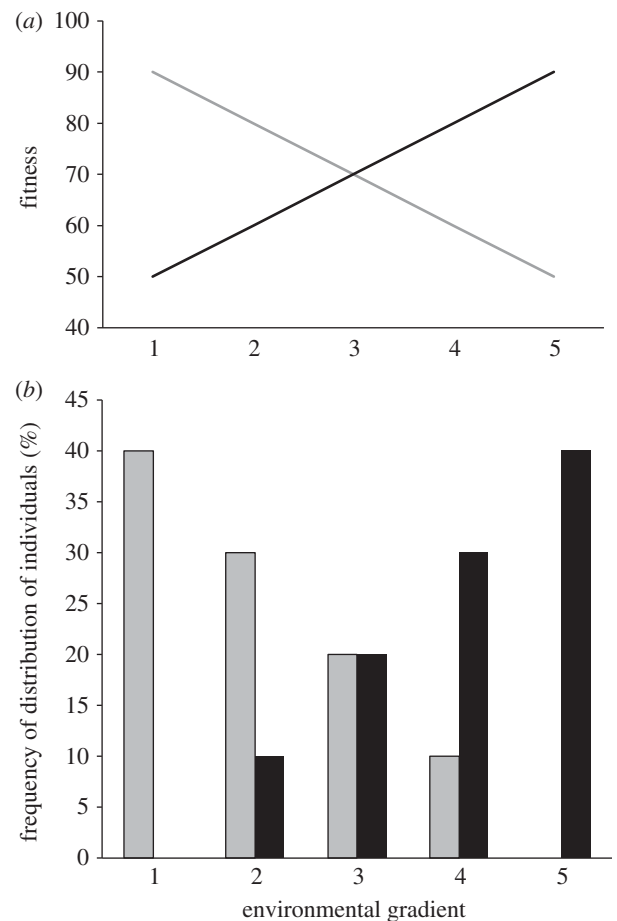 (a)
100
90
80
70
60
50
40
fitness
1 2 3 4 5
(b)
45
40
35
30
25
20
15
10
5
0
frequency of distribution of individuals (%)
1 2 3 4 5
environmental gradient